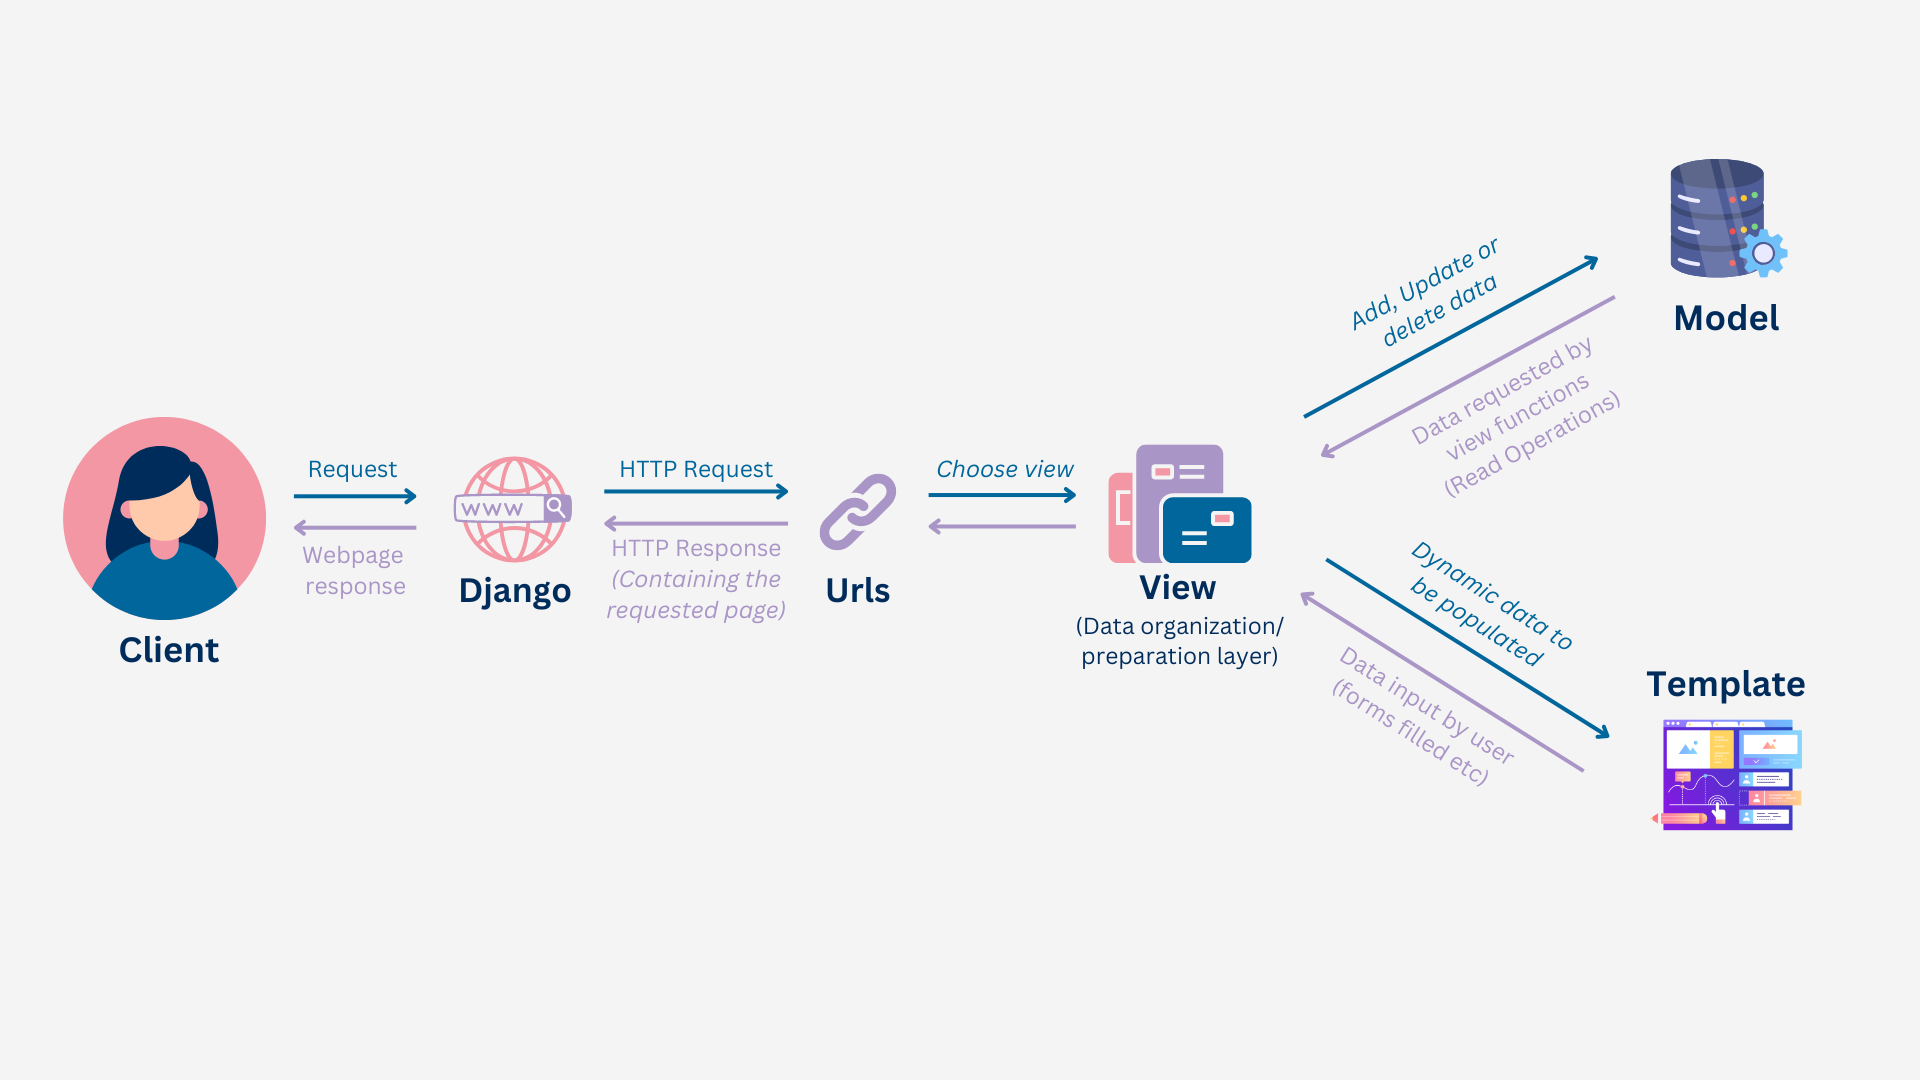 Request
Webpage
response
Client
www
Django
HTTP Request
HTTP Response
(Containing the
requested page)
Urls
Choose view
View
(Data organization/
preparation layer)
Add, Update or
delete data
Data requested by
view functions
(Read Operations)
Model
Dynamic data to
be populated
Data input by user
(forms filled etc)
Template